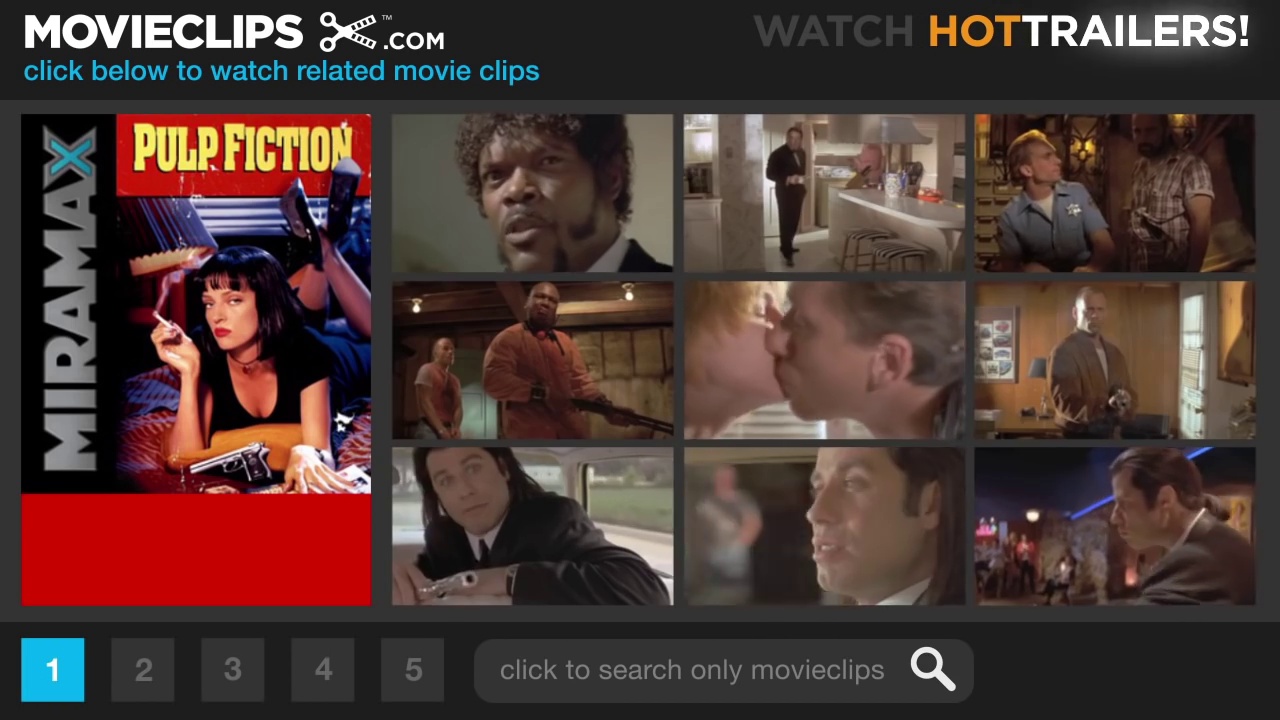 MOVIECLIPS ™ .COM
click below to watch related movie clips
WATCH HOTTRAILERS!
MIRAMAX
PULP FICTION
1 2 3 4 5
click to search only movieclips